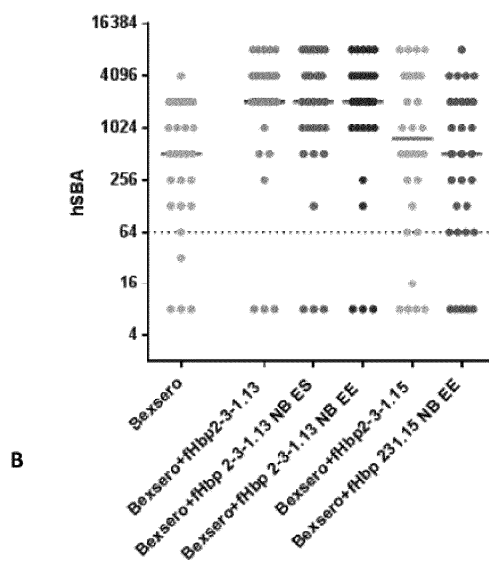 16384
4096
1024
256
64
16
4
hSBA
Bexsero
Bexsero+fHbp2-3-1.13
Bexsero+fHbp 2-3-1.13 NB ES
Bexsero+fHbp 2-3-1.13 NB EE
Bexsero+fHbp2-3-1.15
Bexsero+fHbp 231.15 NB EE
B